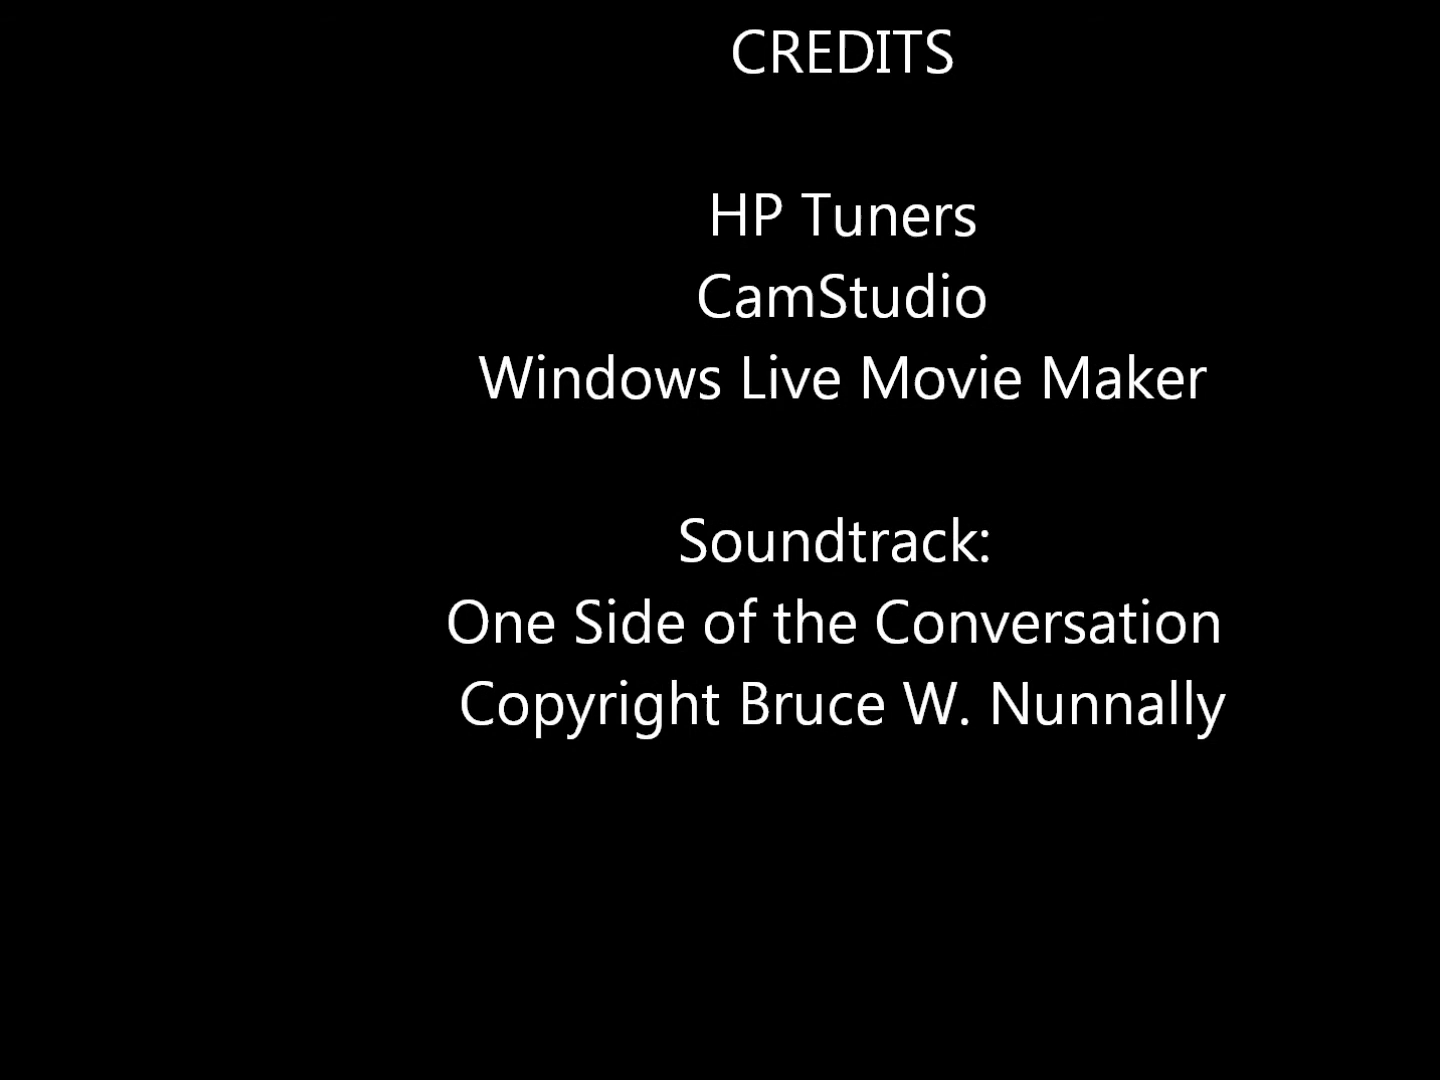 CREDITS
HP Tuners
CamStudio
Windows Live Movie Maker
Soundtrack:
One Side of the Conversation
Copyright Bruce W. Nunnally